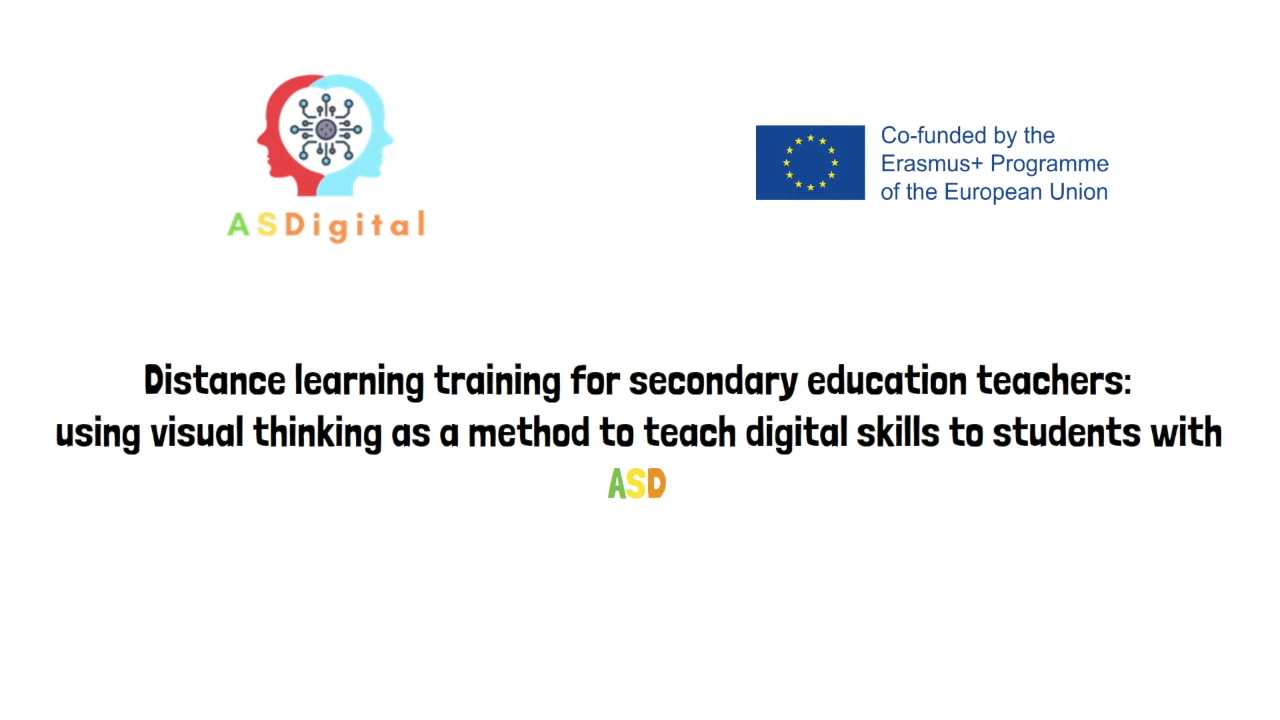 ASDigital
Co-funded by the
Erasmus+ Programme
of the European Union
Distance learning training for secondary education teachers:
using visual thinking as a method to teach digital skills to students with
ASD